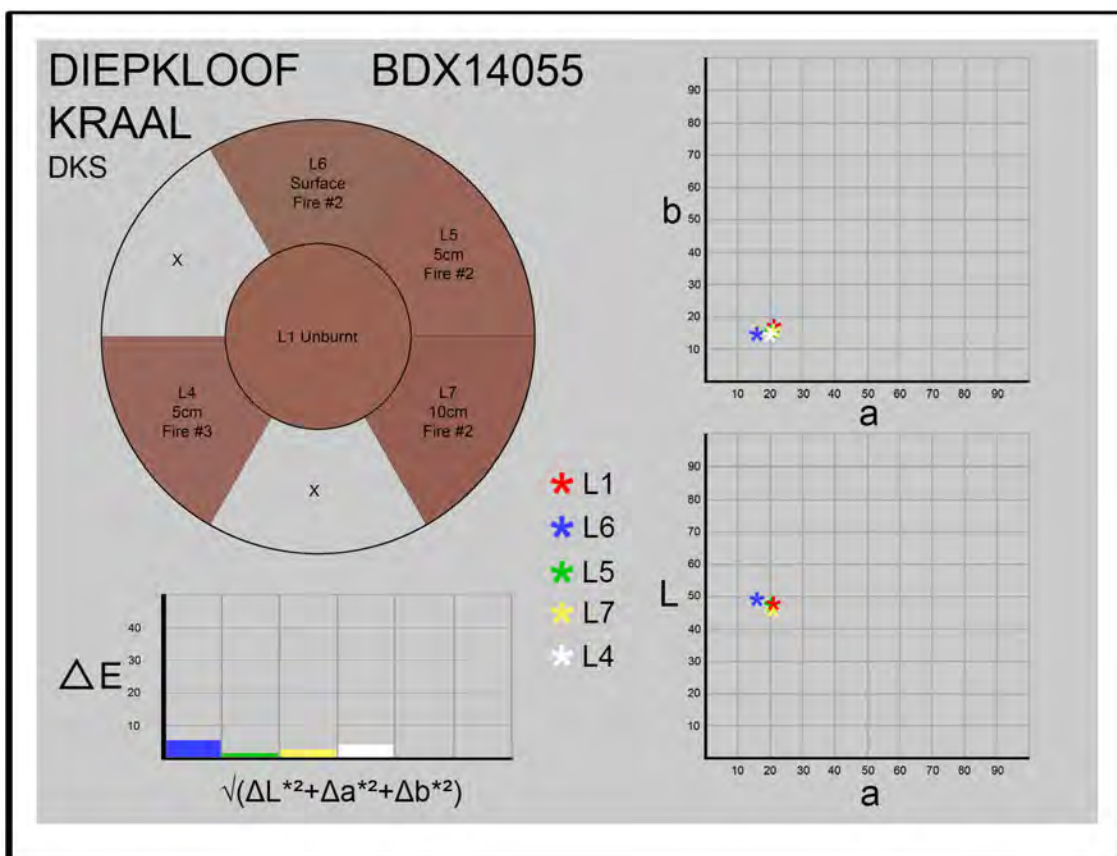 DIEPKLOOF BDX14055
KRAAL
DKS
L6
Surface
Fire #2
L5
5cm
Fire #2
X
L1 Unburnt
L4
5cm
Fire #3
L7
10cm
Fire #2
X
L1
L6
L5
L7
L4
△E
40
30
20
10
√(ΔL*²+Δa*²+Δb*²)
b
90
80
70
60
50
40
30
20
10
10 20 30 40 50 60 70 80 90
a
L
90
80
70
60
50
40
30
20
10
10 20 30 40 50 60 70 80 90
a